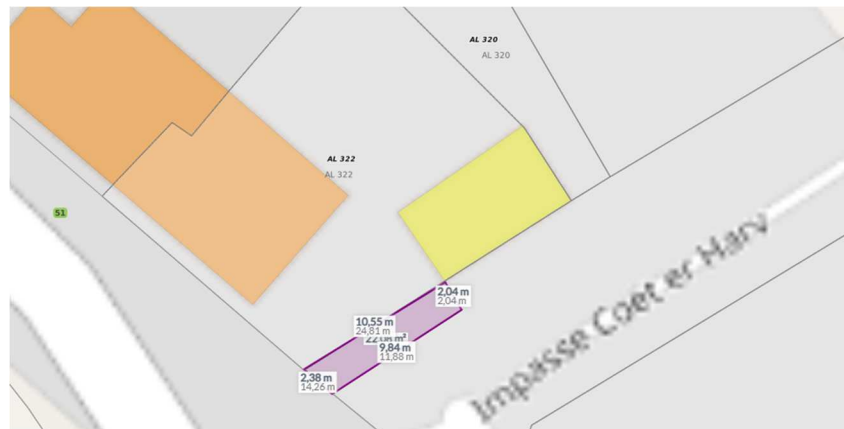 AL 320
AL 320
AL 322
AL 322
51
2,04 m
2,04 m
10,55 m
24,81 m
9,84 m
11,88 m
2,38 m
14,26 m
Impasse Coet er Harv